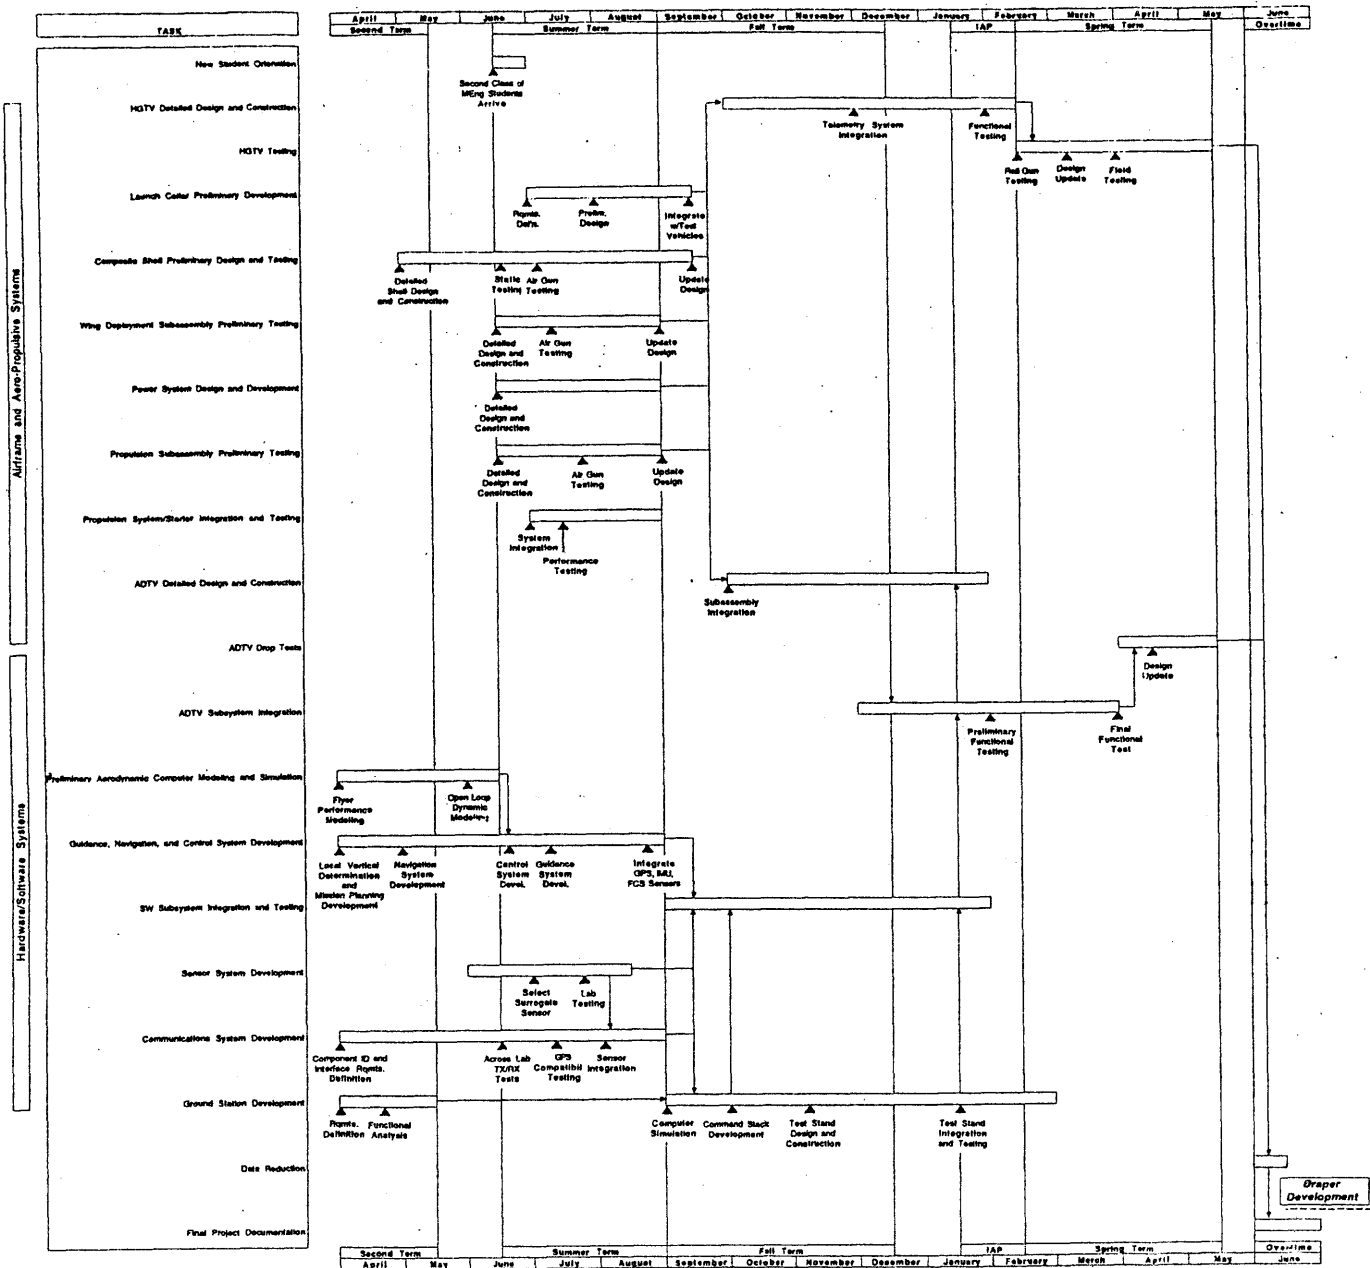 April May June July August September October November December January February March April May June
Second Term Summer Term Fall Term IAP Spring Term Overtime
TASK
New Student Orientation
Second Class of
MEng Students
Arrive
HGTV Detailed Design and Construction
Telemetry System
Integration
Functional
Testing
HGTV Testing
Rail Gun
Testing
Design
Update
Field
Testing
Launch Canister Preliminary Development
Rqmts.
Defn.
Prelim.
Design
Integrate
w/Test
Vehicles
Composite Shell Preliminary Design and Testing
Detailed
Shell Design
and Construction
Static
Testing
Air Gun
Testing
Update
Design
Wing Deployment Subassembly Preliminary Testing
Detailed
Design and
Construction
Air Gun
Testing
Update
Design
Power System Design and Development
Detailed
Design and
Construction
Propulsion Subassembly Preliminary Testing
Detailed
Design and
Construction
Air Gun
Testing
Update
Design
Propulsion System/Starter Integration and Testing
System
Integration
Performance
Testing
ADTV Detailed Design and Construction
Subassembly
Integration
ADTV Drop Tests
Design
Update
ADTV Subsystem Integration
Preliminary
Functional
Testing
Final
Functional
Test
Airframe and Aero-Propulsive Systems
Preliminary Aerodynamic Computer Modeling and Simulation
Flyer
Performance
Modeling
Open Loop
Dynamic
Modeling
Guidance, Navigation, and Control System Development
Local Vertical
Determination
and
Mission Planning
Development
Navigation
System
Development
Control
System
Devel.
Guidance
System
Devel.
Integrate
GPS, IMU,
FCS Sensors
SW Subsystem Integration and Testing
Sensor System Development
Select
Surrogate
Sensor
Lab
Testing
Communications System Development
Component ID and
Interface Rqmts.
Definition
Across Lab
TX/RX
Tests
GPS
Compatibil
Testing
Sensor
Integration
Ground Station Development
Rqmts.
Definition
Functional
Analysis
Computer
Simulation
Command Stack
Development
Test Stand
Design and
Construction
Test Stand
Integration
and Testing
Hardware/Software Systems
Data Reduction
Draper
Development
Final Project Documentation
Second Term Summer Term Fall Term IAP Spring Term Overtime
April May June July August September October November December January February March April May June